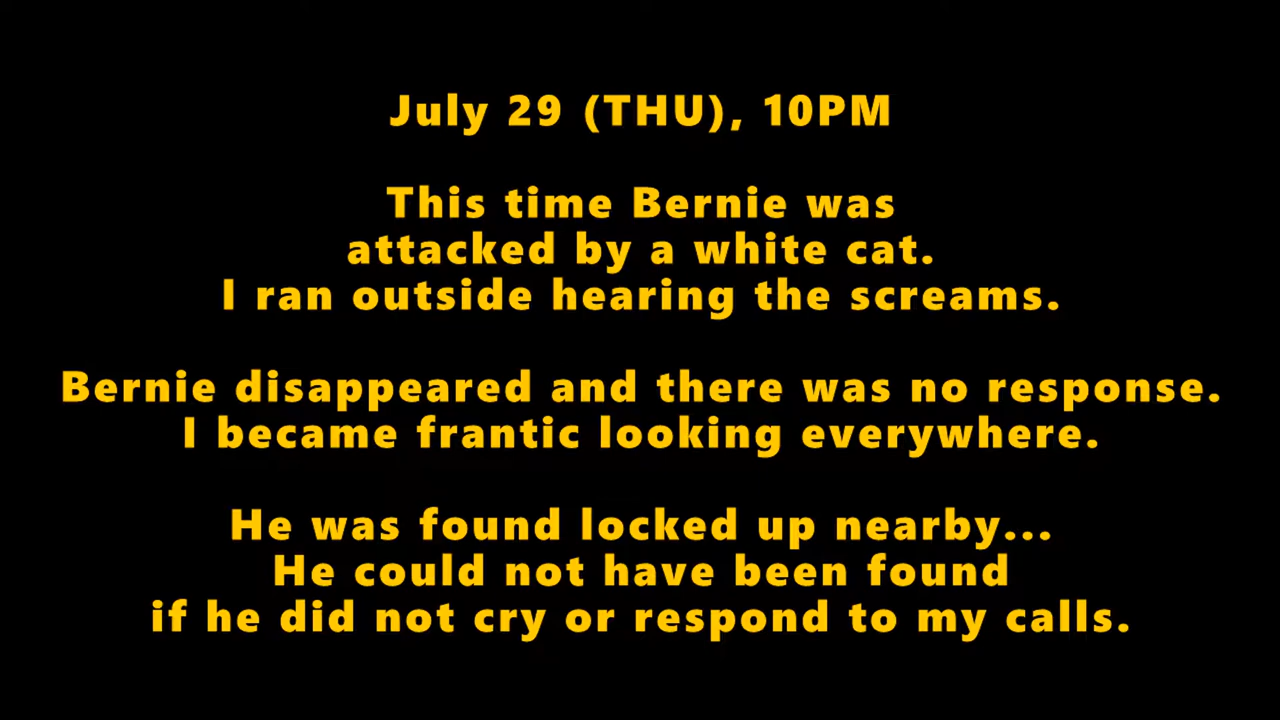 July 29 (THU), 10PM
This time Bernie was
attacked by a white cat.
I ran outside hearing the screams.
Bernie disappeared and there was no response.
I became frantic looking everywhere.
He was found locked up nearby...
He could not have been found
if he did not cry or respond to my calls.